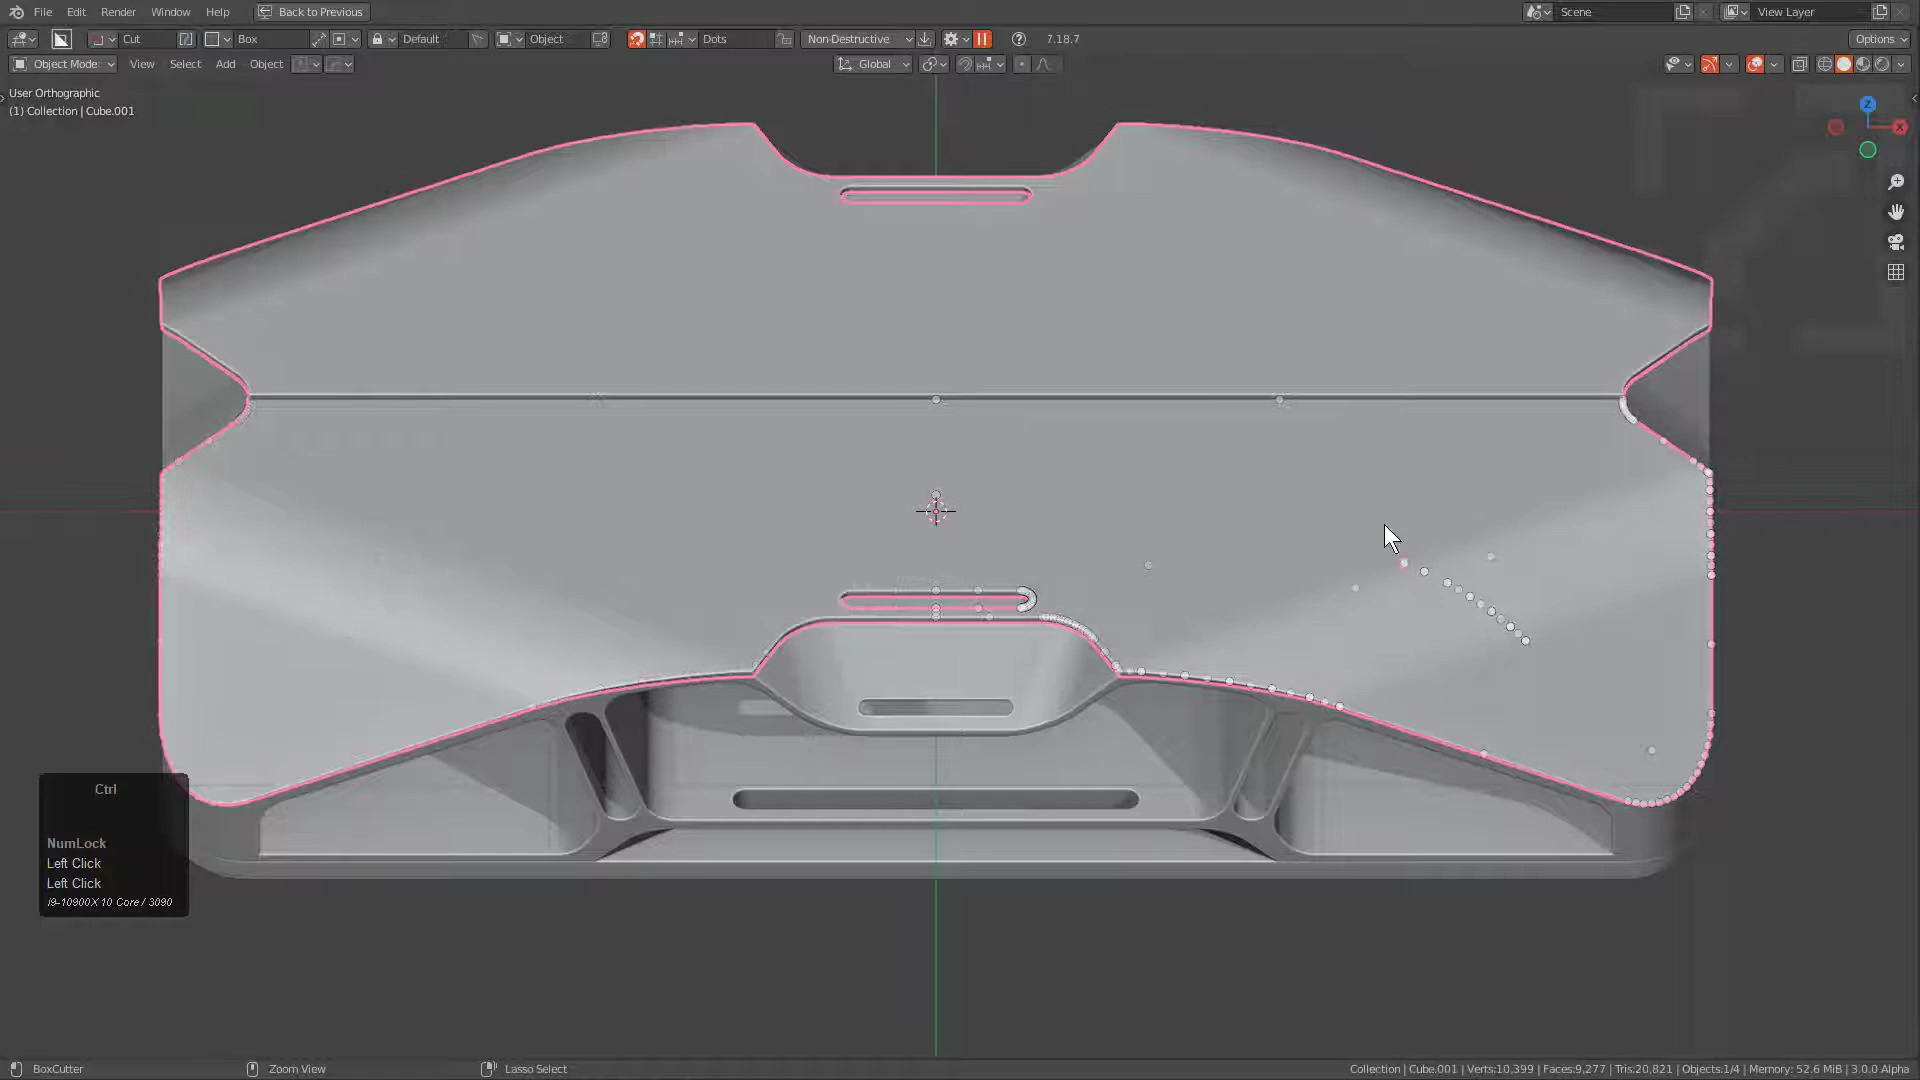 File Edit Render Window Help Back to Previous Scene View Layer
Cut Box Default Object Dots Non-Destructive 7.18.7 Options
Object Mode View Select Add Object Global
User Orthographic
(1) Collection | Cube.001
Z
X
Ctrl
NumLock
Left Click
Left Click
i9-10900X 10 Core / 3090
BoxCutter Zoom View Lasso Select Collection | Cube.001 | Verts:10,399 | Faces:9,277 | Tris:20,821 | Objects:1/4 | Memory: 52.6 MiB | 3.0.0 Alpha